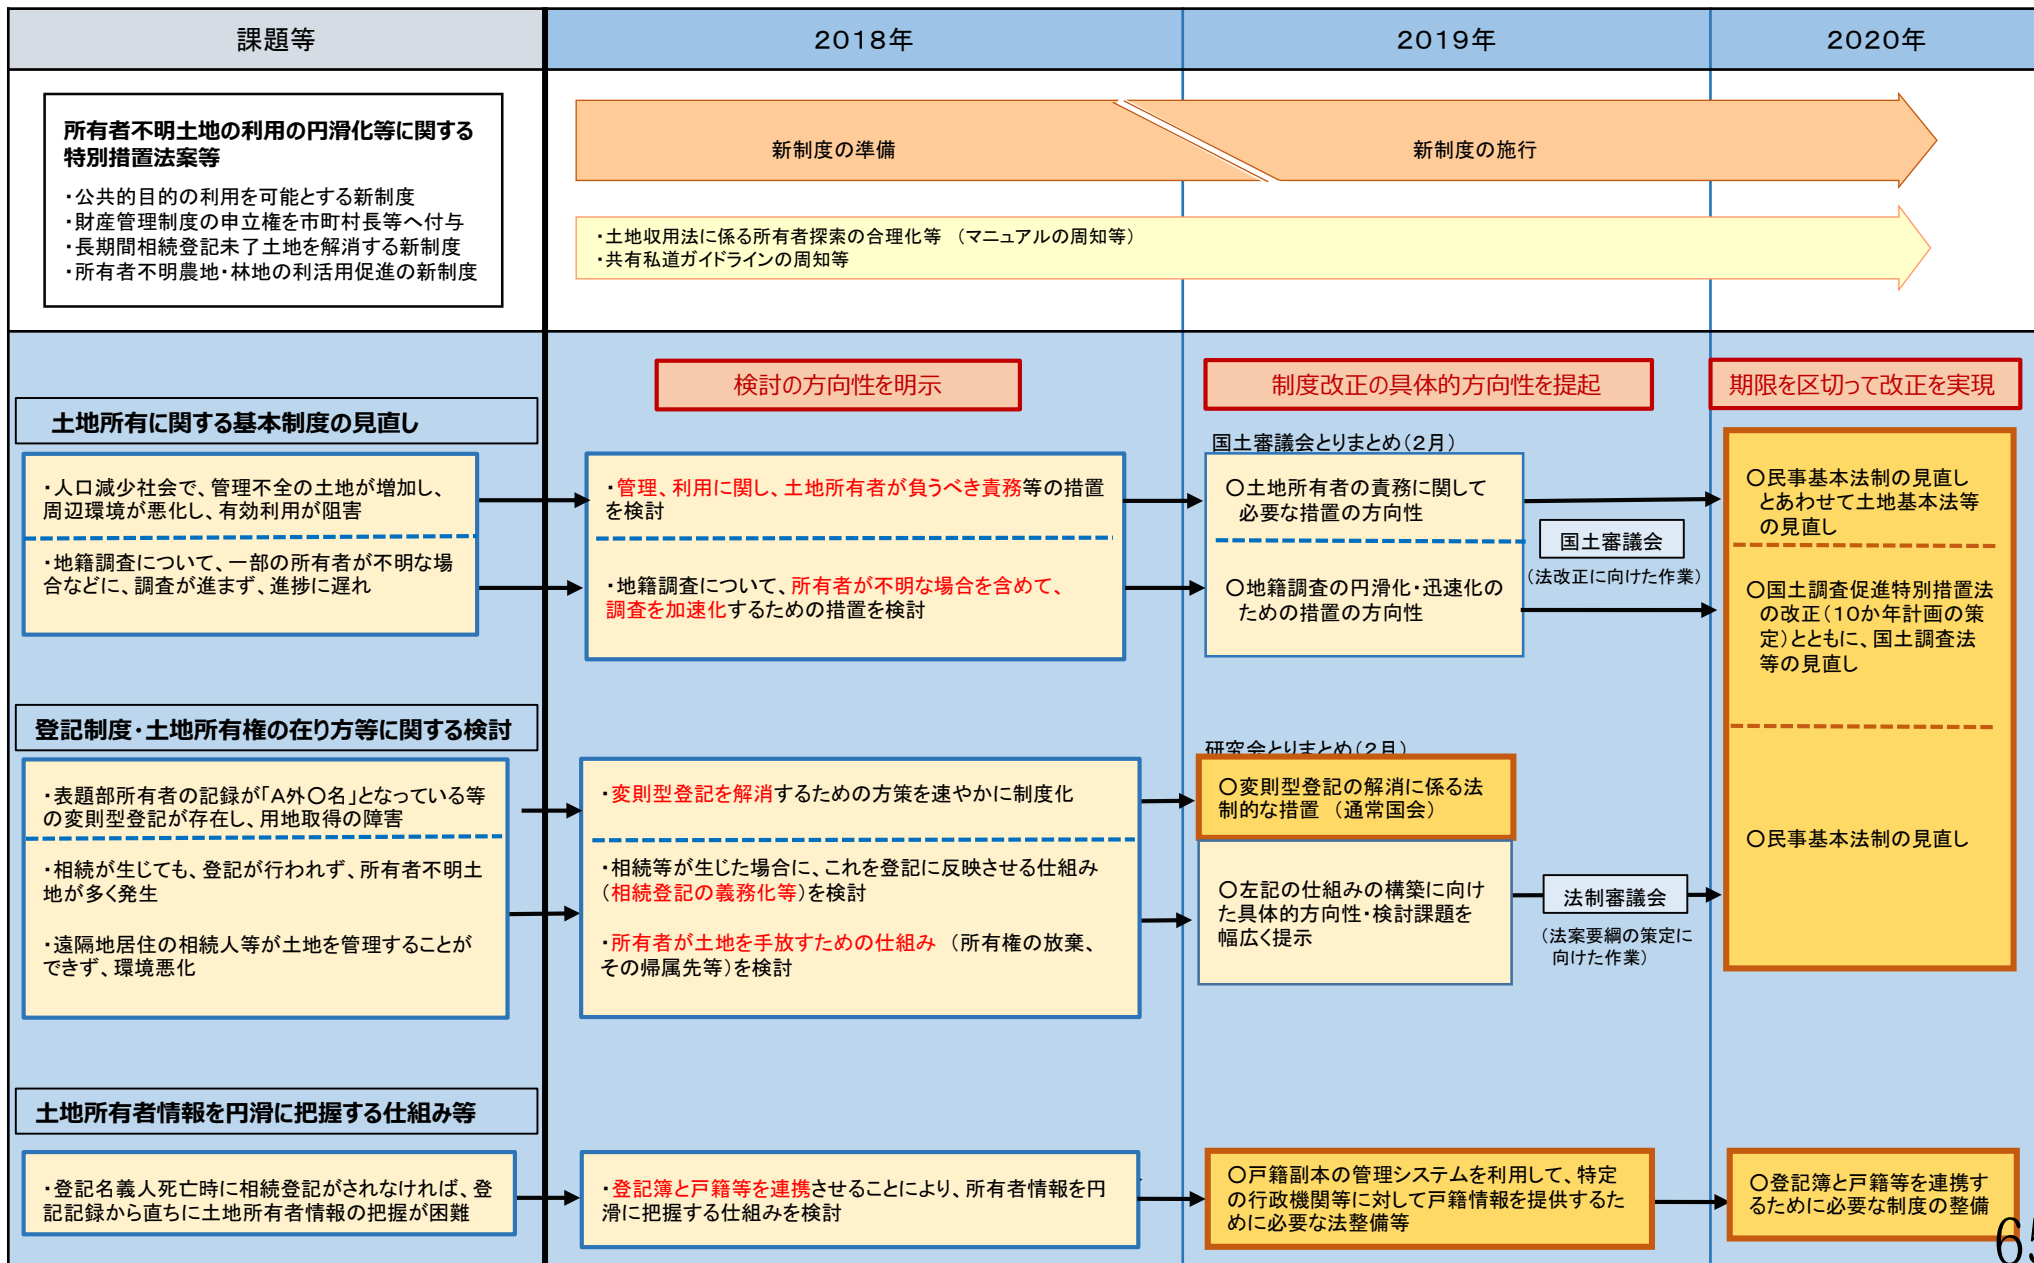 課題等
2018年
2019年
2020年
所有者不明土地の利用の円滑化等に関する
特別措置法案等
・公共的目的の利用を可能とする新制度
・財産管理制度の申立権を市町村長等へ付与
・長期間相続登記未了土地を解消する新制度
・所有者不明農地・林地の利活用促進の新制度
新制度の準備
新制度の施行
・土地収用法に係る所有者探索の合理化等 （マニュアルの周知等）
・共有私道ガイドラインの周知等
検討の方向性を明示
制度改正の具体的方向性を提起
期限を区切って改正を実現
土地所有に関する基本制度の見直し
・人口減少社会で、管理不全の土地が増加し、
周辺環境が悪化し、有効利用が阻害
・地籍調査について、一部の所有者が不明な場
合などに、調査が進まず、進捗に遅れ
・管理、利用に関し、土地所有者が負うべき責務等の措置
を検討
・地籍調査について、所有者が不明な場合を含めて、
調査を加速化するための措置を検討
国土審議会とりまとめ（2月）
〇土地所有者の責務に関して
必要な措置の方向性
〇地籍調査の円滑化・迅速化の
ための措置の方向性
国土審議会
（法改正に向けた作業）
〇民事基本法制の見直し
とあわせて土地基本法等
の見直し
〇国土調査促進特別措置法
の改正（10か年計画の策
定）とともに、国土調査法
等の見直し
〇民事基本法制の見直し
登記制度・土地所有権の在り方等に関する検討
・表題部所有者の記録が「A外〇名」となっている等
の変則型登記が存在し、用地取得の障害
・相続が生じても、登記が行われず、所有者不明土
地が多く発生
・遠隔地居住の相続人等が土地を管理することが
できず、環境悪化
・変則型登記を解消するための方策を速やかに制度化
・相続等が生じた場合に、これを登記に反映させる仕組み
（相続登記の義務化等）を検討
・所有者が土地を手放すための仕組み （所有権の放棄、
その帰属先等）を検討
研究会とりまとめ（2月）
〇変則型登記の解消に係る法
制的な措置 （通常国会）
〇左記の仕組みの構築に向け
た具体的方向性・検討課題を
幅広く提示
法制審議会
（法案要綱の策定に
向けた作業）
土地所有者情報を円滑に把握する仕組み等
・登記名義人死亡時に相続登記がされなければ、登
記記録から直ちに土地所有者情報の把握が困難
・登記簿と戸籍等を連携させることにより、所有者情報を円
滑に把握する仕組みを検討
〇戸籍副本の管理システムを利用して、特定
の行政機関等に対して戸籍情報を提供するた
めに必要な法整備等
〇登記簿と戸籍等を連携す
るために必要な制度の整備
65